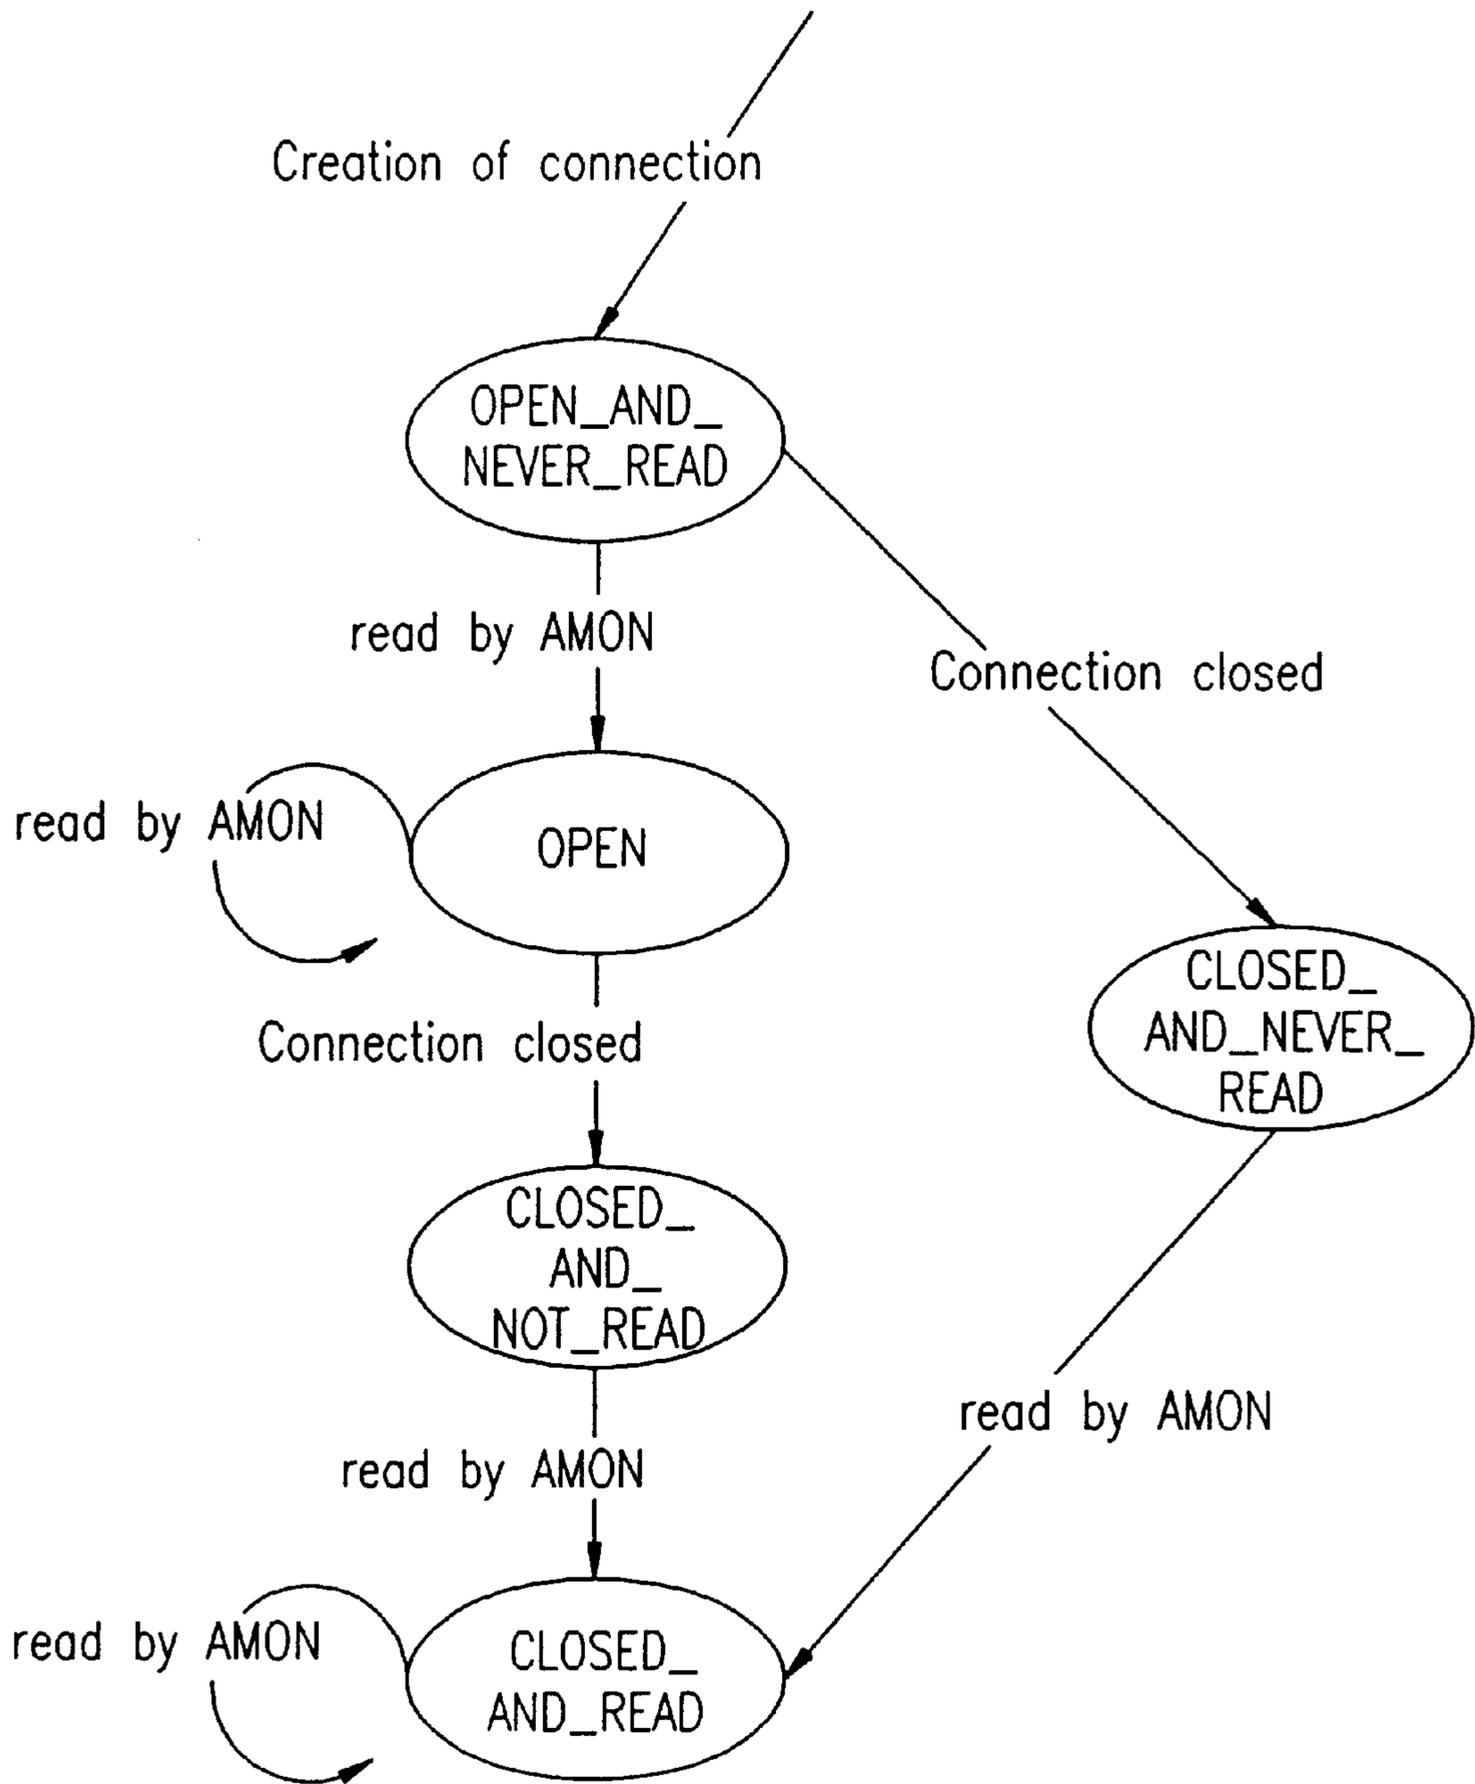 Creation of connection
OPEN_AND_
NEVER_READ
read by AMON
Connection closed
read by AMON
OPEN
CLOSED_
AND_NEVER_
READ
Connection closed
CLOSED_
AND_
NOT_READ
read by AMON
read by AMON
read by AMON
CLOSED_
AND_READ